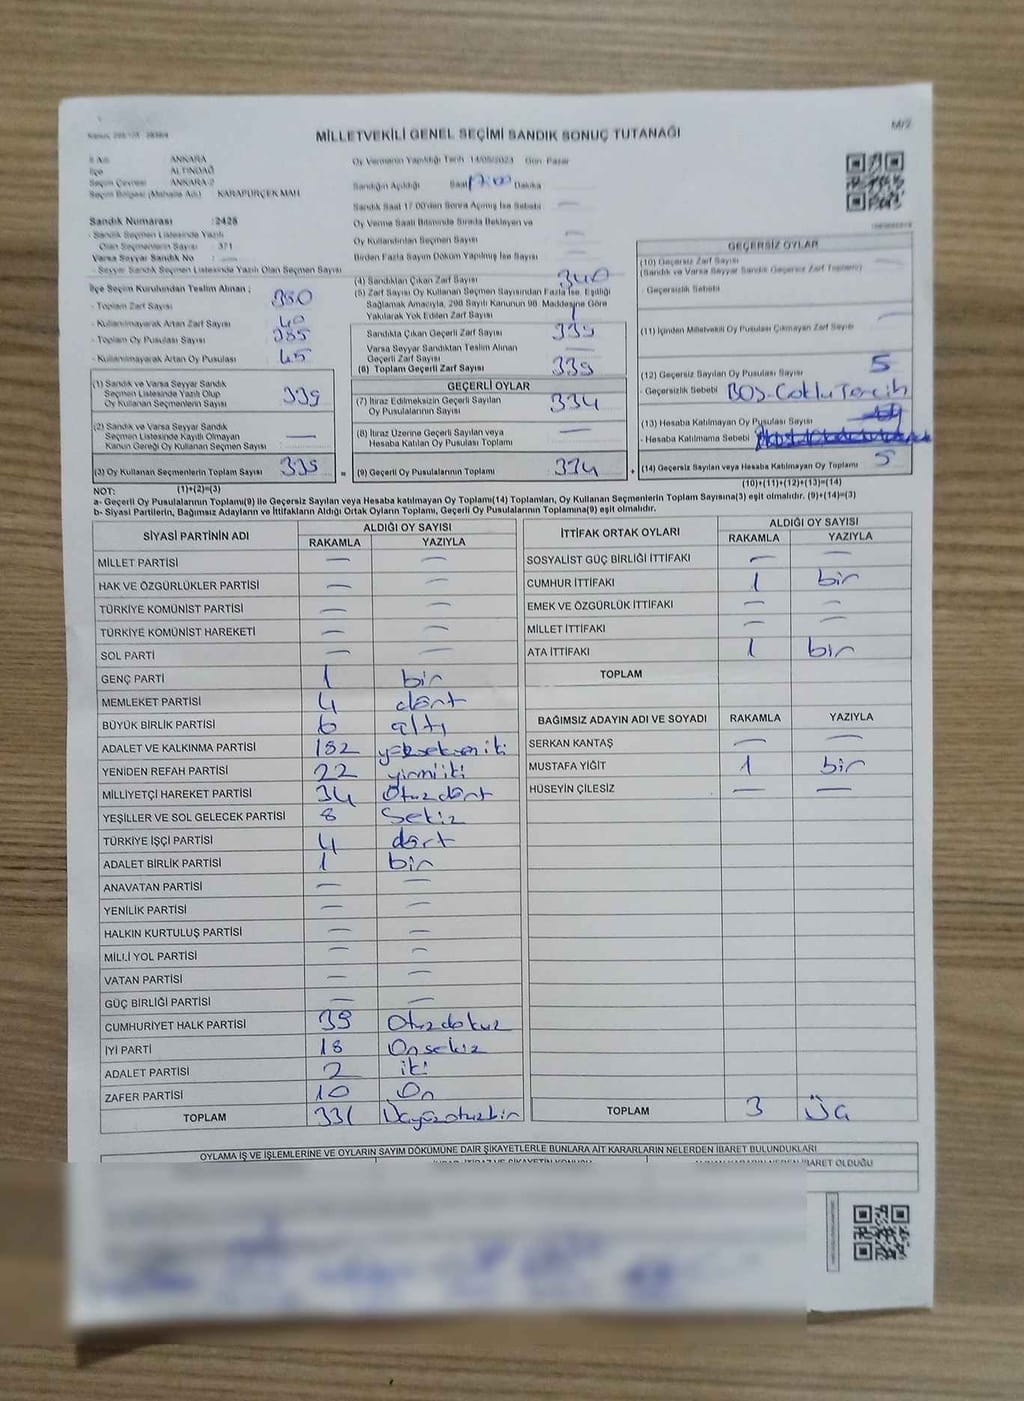 MİLLETVEKİLİ GENEL SEÇİMİ SANDIK SONUÇ TUTANAĞI
M/2
İl Adı ANKARA
İlçe ALTINDAĞ
Seçim Çevresi ANKARA-2
Seçim Bölgesi (Mahalle Adı) KARAPÜRÇEK MAH
Sandık Numarası :2428
- Sandık Seçmen Listesinde Yazılı
Olan Seçmenlerin Sayısı : 371
Varsa Seyyar Sandık No :
- Seyyar Sandık Seçmen Listesinde Yazılı Olan Seçmen Sayısı
İlçe Seçim Kurulundan Teslim Alınan ;
- Toplam Zarf Sayısı 380
- Kullanılmayarak Artan Zarf Sayısı 40
- Toplam Oy Pusulası Sayısı 385
- Kullanılmayarak Artan Oy Pusulası 45
(1) Sandık ve Varsa Seyyar Sandık
Seçmen Listesinde Yazılı Olup
Oy Kullanan Seçmenlerin Sayısı 339
(2) Sandık ve Varsa Seyyar Sandık
Seçmen Listesinde Kayıtlı Olmayan
Kanun Gereği Oy Kullanan Seçmen Sayısı : —
(3) Oy Kullanan Seçmenlerin Toplam Sayısı 339 =
(1)+(2)=(3)
Oy Vermenin Yapıldığı Tarih 14/05/2023 Gün Pazar
Sandığın Açıldığı Saat 17:00 Dakika
Sandık Saat 17.00'den Sonra Açılmış İse Sebebi —
Oy Verme Saati Bitiminde Sırada Bekleyen ve
Oy Kullandırılan Seçmen Sayısı —
Birden Fazla Sayım Döküm Yapılmış İse Sayısı —
(4) Sandıktan Çıkan Zarf Sayısı 340
(5) Zarf Sayısı Oy Kullanan Seçmen Sayısından Fazla İse, Eşitliği
Sağlamak Amacıyla, 298 Sayılı Kanunun 98. Maddesine Göre
Yakılarak Yok Edilen Zarf Sayısı 1
Sandıkta Çıkan Geçerli Zarf Sayısı 339
Varsa Seyyar Sandıktan Teslim Alınan
Geçerli Zarf Sayısı
(6) Toplam Geçerli Zarf Sayısı 339
GEÇERLİ OYLAR
(7) İtiraz Edilmeksizin Geçerli Sayılan
Oy Pusulalarının Sayısı 334
(8) İtiraz Üzerine Geçerli Sayılan veya
Hesaba Katılan Oy Pusulası Toplamı —
(9) Geçerli Oy Pusulalarının Toplamı 334 +
GEÇERSİZ OYLAR
(10) Geçersiz Zarf Sayısı
(Sandık ve Varsa Seyyar Sandık Geçersiz Zarf Toplamı) —
- Geçersizlik Sebebi
(11) İçinden Milletvekili Oy Pusulası Çıkmayan Zarf Sayısı —
(12) Geçersiz Sayılan Oy Pusulası Sayısı 5
- Geçersizlik Sebebi BOŞ-Çoklu Tercih
(13) Hesaba Katılmayan Oy Pusulası Sayısı
- Hesaba Katılmama Sebebi
(14) Geçersiz Sayılan veya Hesaba Katılmayan Oy Toplamı 5
(10)+(11)+(12)+(13)=(14)
NOT:
a- Geçerli Oy Pusulalarının Toplamı(9) ile Geçersiz Sayılan veya Hesaba katılmayan Oy Toplamı(14) Toplamları, Oy Kullanan Seçmenlerin Toplam Sayısına(3) eşit olmalıdır. (9)+(14)=(3)
b- Siyasi Partilerin, Bağımsız Adayların ve İttifakların Aldığı Ortak Oyların Toplamı, Geçerli Oy Pusulalarının Toplamına(9) eşit olmalıdır.
SİYASİ PARTİNİN ADI
ALDIĞI OY SAYISI
RAKAMLA YAZIYLA
MİLLET PARTİSİ — —
HAK VE ÖZGÜRLÜKLER PARTİSİ — —
TÜRKİYE KOMÜNİST PARTİSİ — —
TÜRKİYE KOMÜNİST HAREKETİ — —
SOL PARTİ — —
GENÇ PARTİ 1 bir
MEMLEKET PARTİSİ 4 dört
BÜYÜK BİRLİK PARTİSİ 6 altı
ADALET VE KALKINMA PARTİSİ 182 yükseksen iki
YENİDEN REFAH PARTİSİ 22 yirmiiki
MİLLİYETÇİ HAREKET PARTİSİ 34 Otuzdört
YEŞİLLER VE SOL GELECEK PARTİSİ 8 Sekiz
TÜRKİYE İŞÇİ PARTİSİ 4 dört
ADALET BİRLİK PARTİSİ 1 bir
ANAVATAN PARTİSİ — —
YENİLİK PARTİSİ — —
HALKIN KURTULUŞ PARTİSİ — —
MİLLİ YOL PARTİSİ — —
VATAN PARTİSİ — —
GÜÇ BİRLİĞİ PARTİSİ — —
CUMHURİYET HALK PARTİSİ 39 Otuzdokuz
İYİ PARTİ 18 Onsekiz
ADALET PARTİSİ 2 iki
ZAFER PARTİSİ 10 On
TOPLAM 331 Üçyüzotuzbir
İTTİFAK ORTAK OYLARI
ALDIĞI OY SAYISI
RAKAMLA YAZIYLA
SOSYALİST GÜÇ BİRLİĞİ İTTİFAKI — —
CUMHUR İTTİFAKI 1 bir
EMEK VE ÖZGÜRLÜK İTTİFAKI — —
MİLLET İTTİFAKI — —
ATA İTTİFAKI 1 bir
TOPLAM
BAĞIMSIZ ADAYIN ADI VE SOYADI RAKAMLA YAZIYLA
SERKAN KANTAŞ — —
MUSTAFA YİĞİT 1 bir
HÜSEYİN ÇİLESİZ — —
TOPLAM 3 Üç
OYLAMA İŞ VE İŞLEMLERİNE VE OYLARIN SAYIM DÖKÜMÜNE DAİR ŞİKAYETLERLE BUNLARA AİT KARARLARIN NELERDEN İBARET BULUNDUKLARI
İBARET OLDUĞU